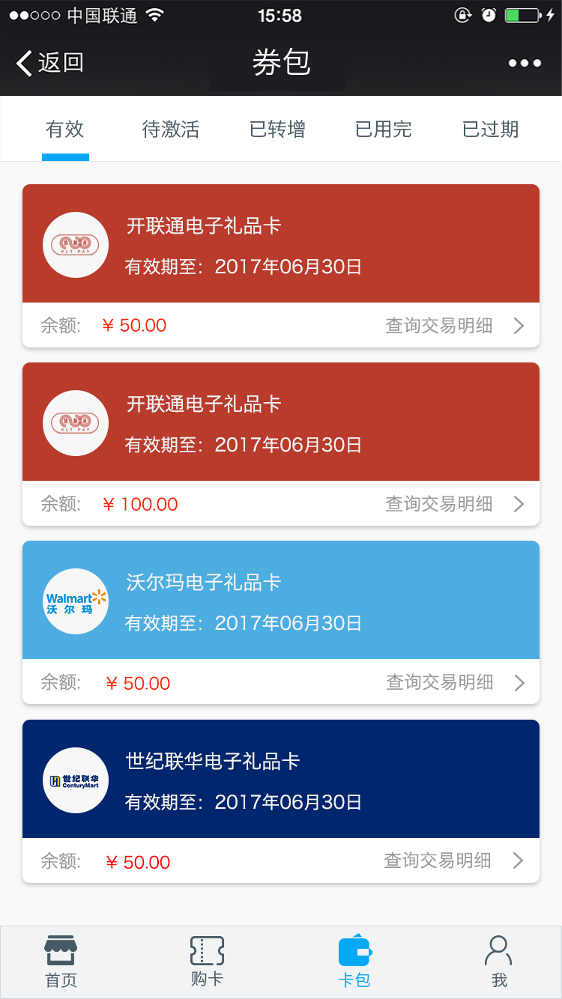 中国联通 15:58
返回 券包
有效 待激活 已转增 已用完 已过期
KLT PAY
开联通电子礼品卡
有效期至：2017年06月30日
余额: ¥ 50.00 查询交易明细
KLT PAY
开联通电子礼品卡
有效期至：2017年06月30日
余额: ¥ 100.00 查询交易明细
Walmart
沃尔玛
沃尔玛电子礼品卡
有效期至：2017年06月30日
余额: ¥ 50.00 查询交易明细
世纪联华
CenturyMart
世纪联华电子礼品卡
有效期至：2017年06月30日
余额: ¥ 50.00 查询交易明细
首页 购卡 卡包 我